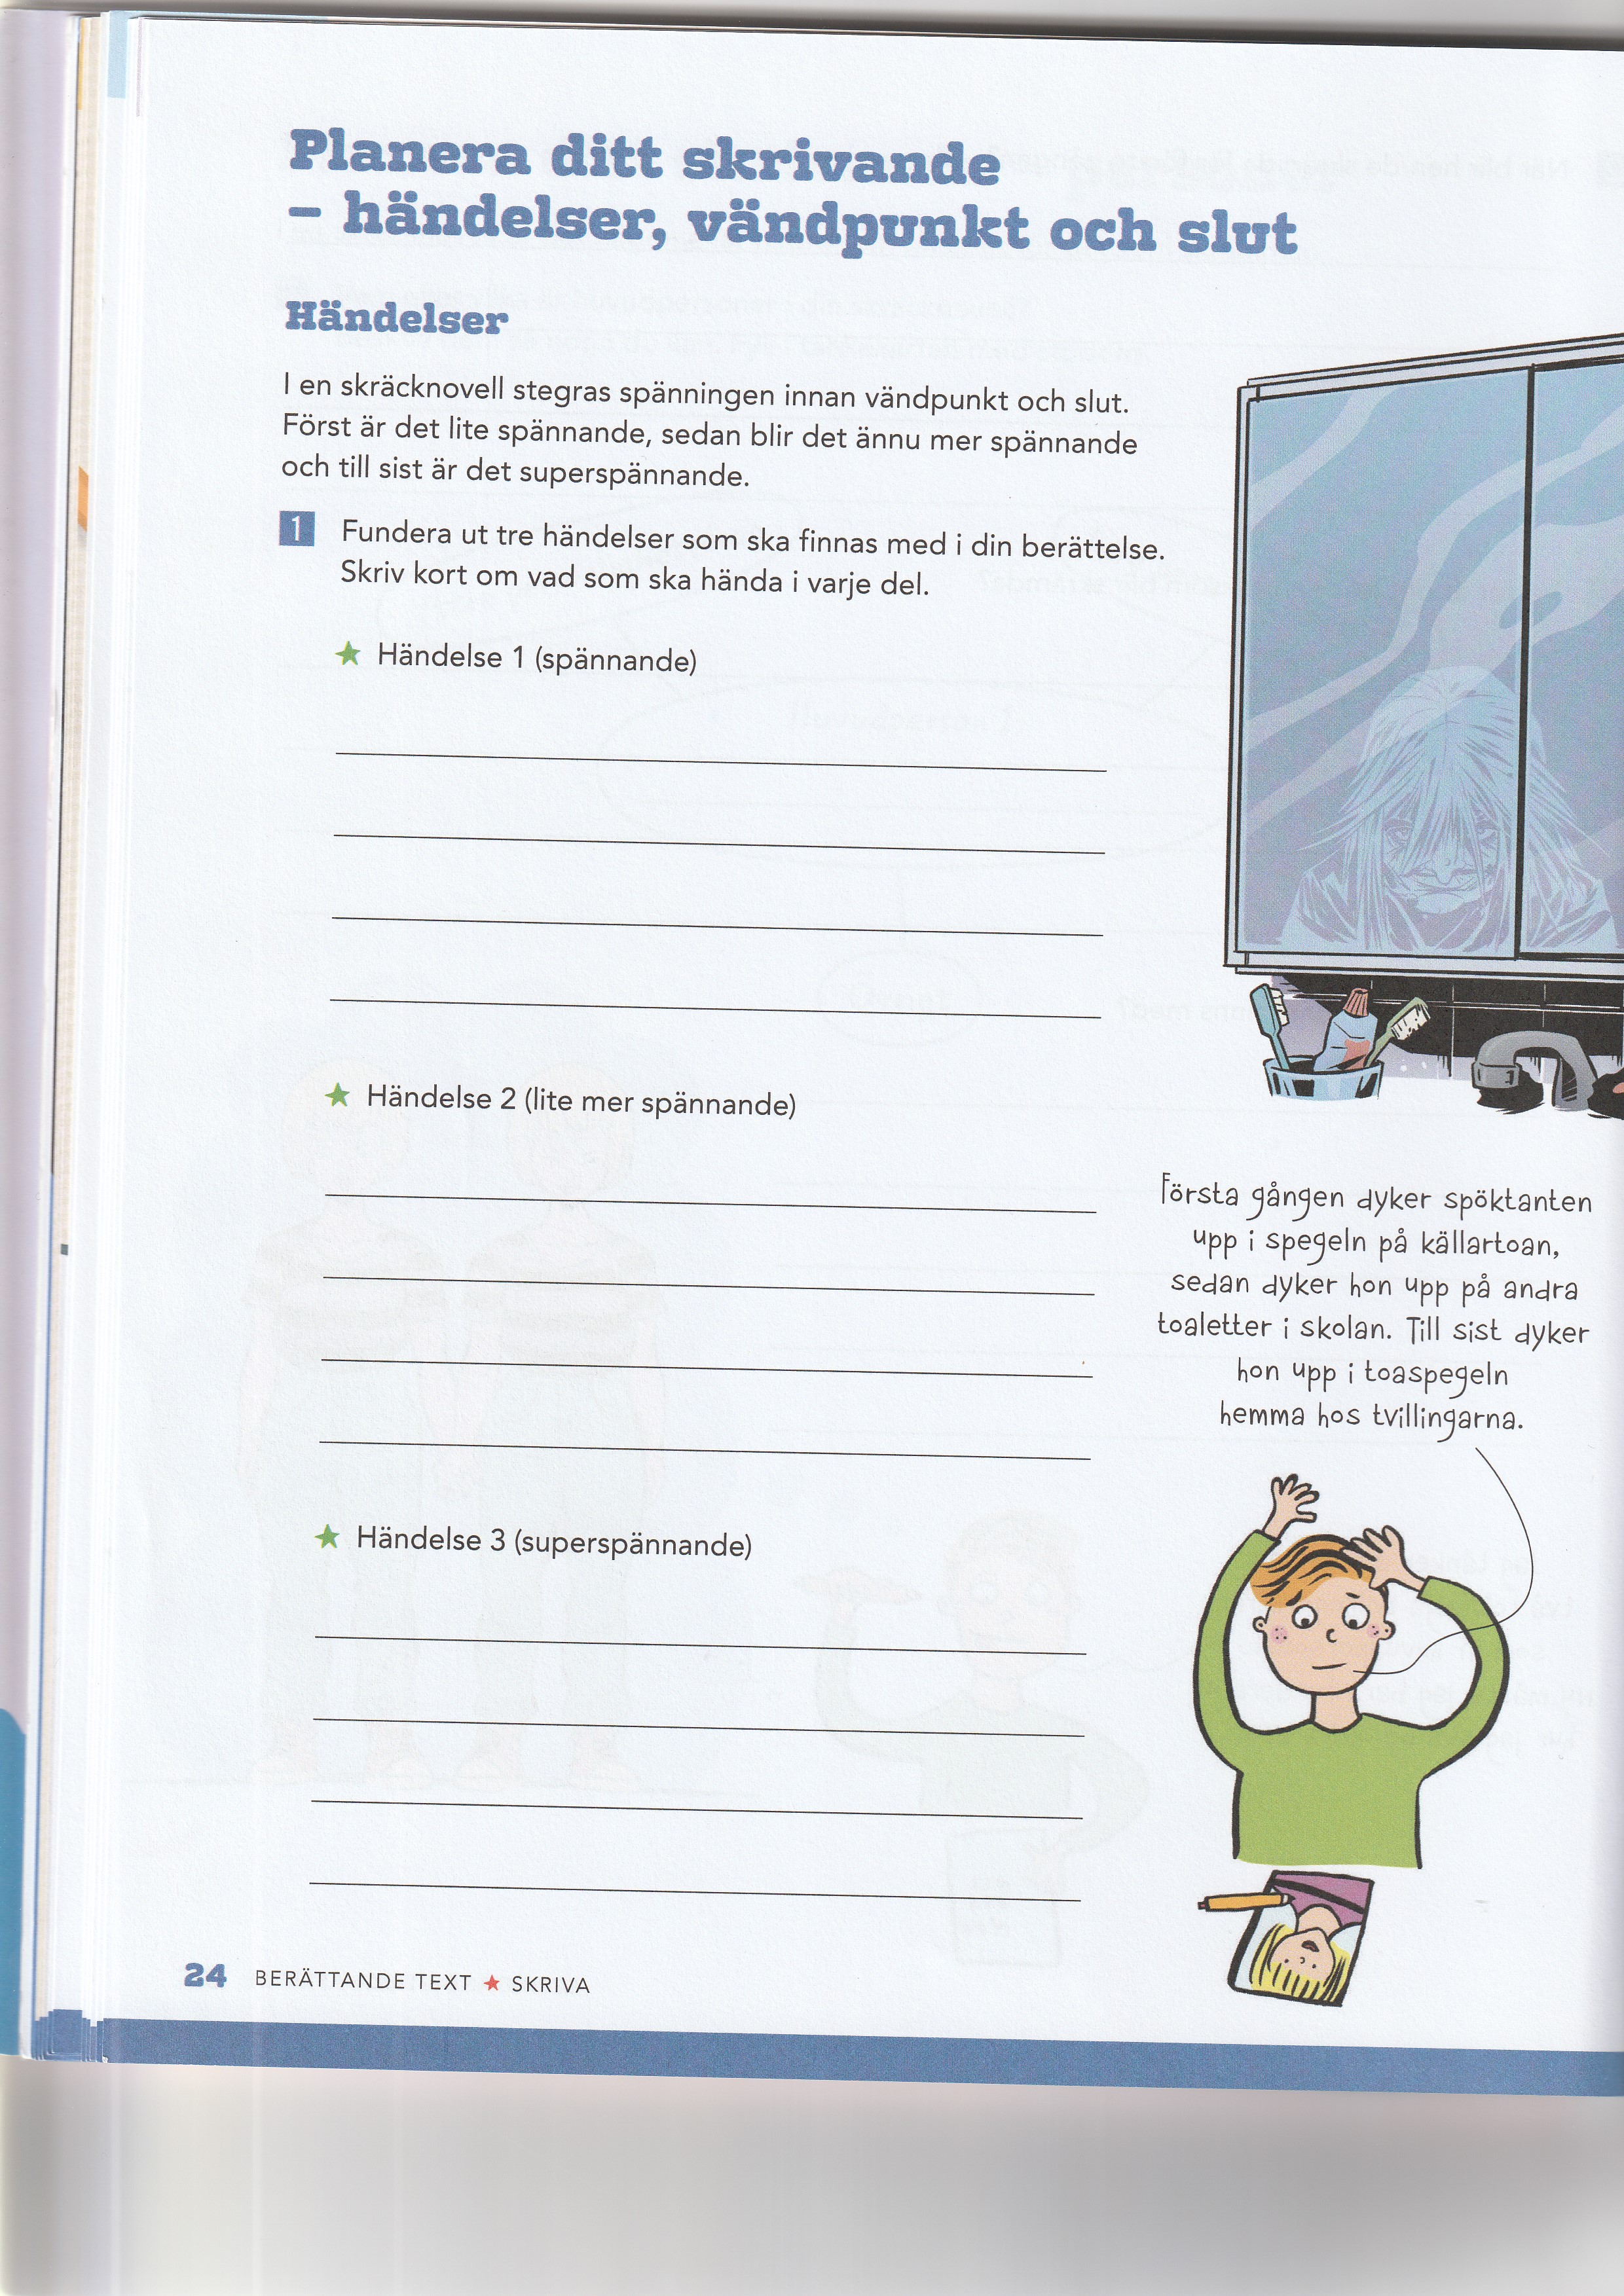 Planera ditt skrivande
– händelser, vändpunkt och slut
Händelser
I en skräcknovell stegras spänningen innan vändpunkt och slut.
Först är det lite spännande, sedan blir det ännu mer spännande
och till sist är det superspännande.
1 Fundera ut tre händelser som ska finnas med i din berättelse.
Skriv kort om vad som ska hända i varje del.
★ Händelse 1 (spännande)
★ Händelse 2 (lite mer spännande)
★ Händelse 3 (superspännande)
Första gången dyker spöktanten
upp i spegeln på källartoan,
sedan dyker hon upp på andra
toaletter i skolan. Till sist dyker
hon upp i toaspegeln
hemma hos tvillingarna.
24 BERÄTTANDE TEXT ★ SKRIVA